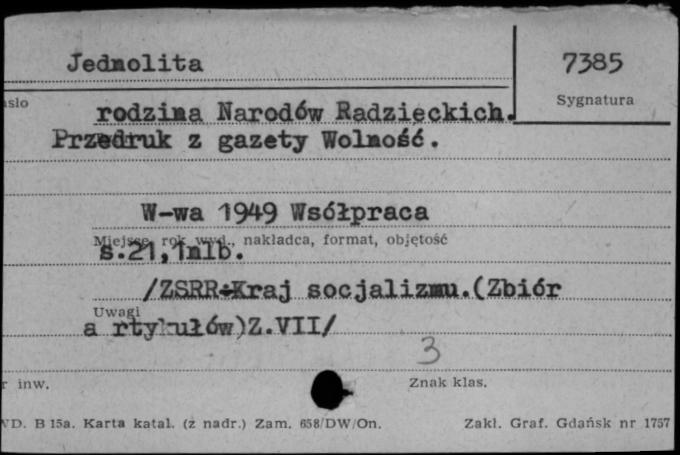 Jednolita
7385
Sygnatura
rodzina Narodów Radzieckich.
Przedruk z gazety Wolność.
W-wa 1949 Wsółpraca
Miejsce, rok wyd., nakładca, format, objętość
s.21,1nlb.
/ZSRR-Kraj socjalizmu.(Zbiór
Uwagi
a rtykułów)Z.VII/
3
r inw.
Znak klas.
B 15a. Karta katal. (z nadr.) Zam. 658/DW/On.
Zakł. Graf. Gdańsk nr 1757